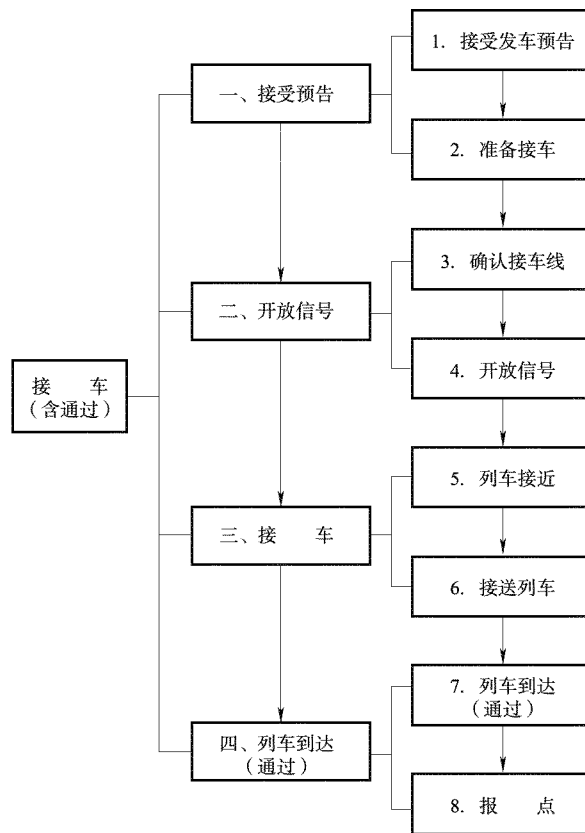 接　　车
（含通过）
一、接受预告
二、开放信号
三、接　　车
四、列车到达
（通过）
1. 接受发车预告
2. 准备接车
3. 确认接车线
4. 开放信号
5. 列车接近
6. 接送列车
7. 列车到达
（通过）
8. 报　　点